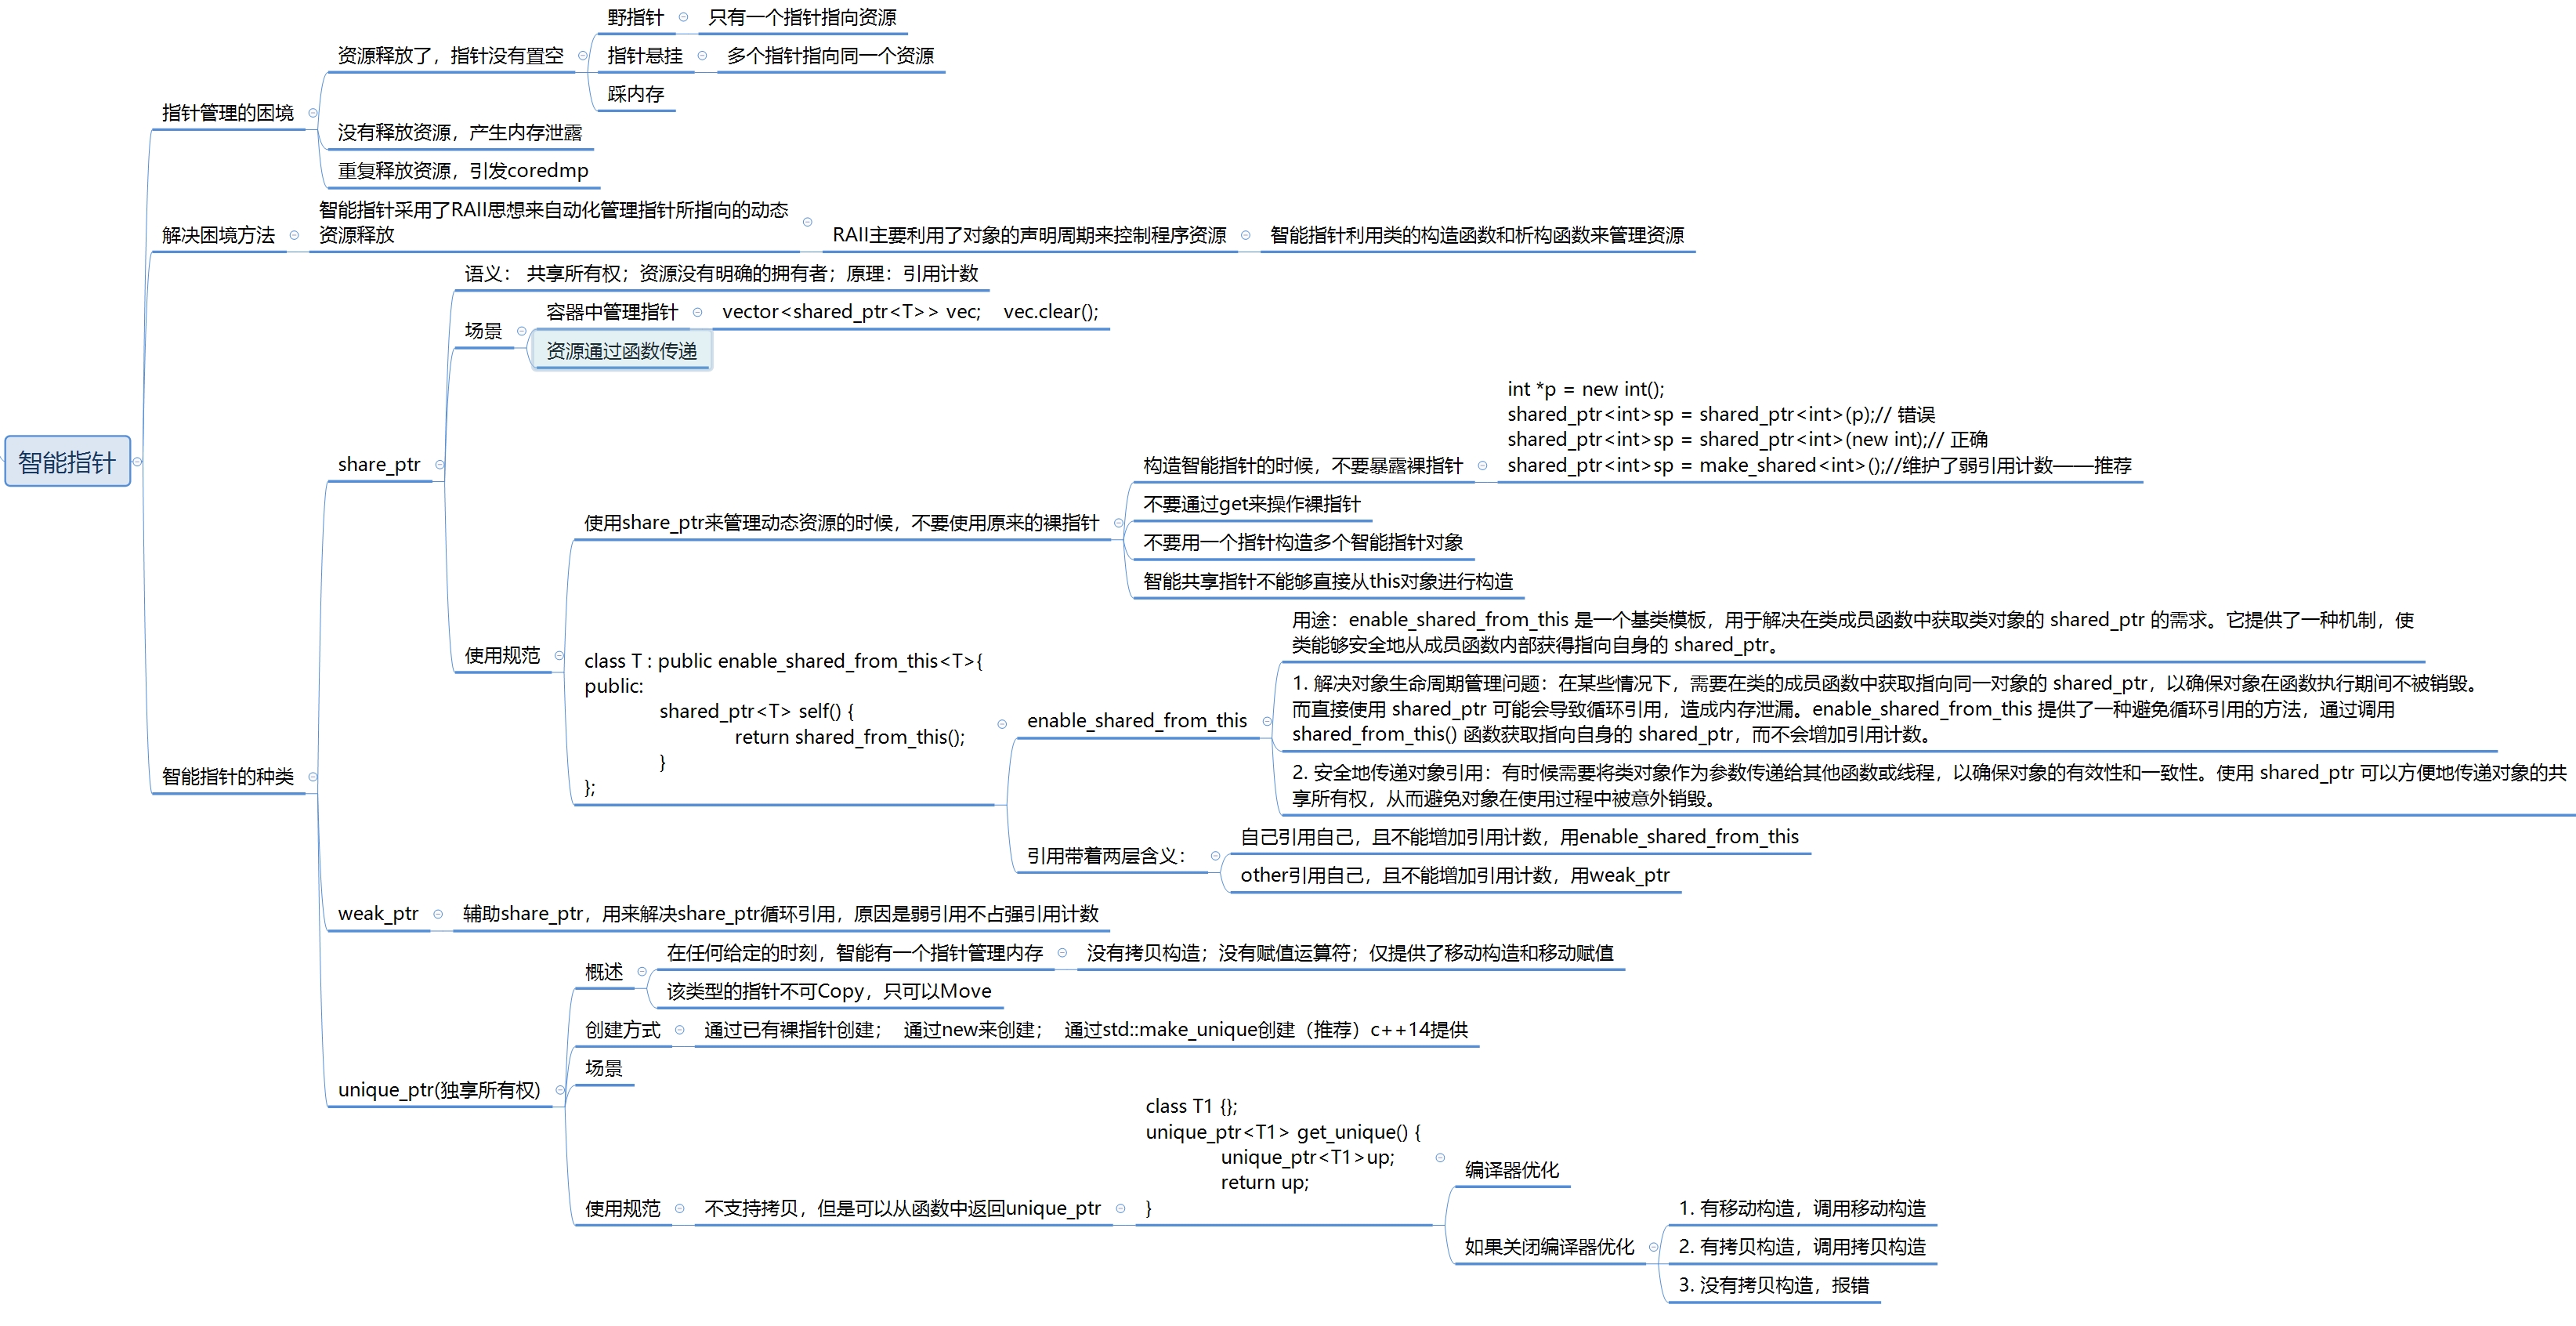 智能指针
指针管理的困境
资源释放了，指针没有置空
野指针
只有一个指针指向资源
指针悬挂
多个指针指向同一个资源
踩内存
没有释放资源，产生内存泄露
重复释放资源，引发coredmp
解决困境方法
智能指针采用了RAII思想来自动化管理指针所指向的动态
资源释放
RAII主要利用了对象的声明周期来控制程序资源
智能指针利用类的构造函数和析构函数来管理资源
智能指针的种类
share_ptr
语义： 共享所有权；资源没有明确的拥有者；原理：引用计数
场景
容器中管理指针
vector<shared_ptr<T>> vec; vec.clear();
资源通过函数传递
使用规范
使用share_ptr来管理动态资源的时候，不要使用原来的裸指针
构造智能指针的时候，不要暴露裸指针
int *p = new int();
shared_ptr<int>sp = shared_ptr<int>(p);// 错误
shared_ptr<int>sp = shared_ptr<int>(new int);// 正确
shared_ptr<int>sp = make_shared<int>();//维护了弱引用计数——推荐
不要通过get来操作裸指针
不要用一个指针构造多个智能指针对象
智能共享指针不能够直接从this对象进行构造
class T : public enable_shared_from_this<T>{
public:
shared_ptr<T> self() {
return shared_from_this();
}
};
enable_shared_from_this
用途：enable_shared_from_this 是一个基类模板，用于解决在类成员函数中获取类对象的 shared_ptr 的需求。它提供了一种机制，使
类能够安全地从成员函数内部获得指向自身的 shared_ptr。
1. 解决对象生命周期管理问题：在某些情况下，需要在类的成员函数中获取指向同一对象的 shared_ptr，以确保对象在函数执行期间不被销毁。
而直接使用 shared_ptr 可能会导致循环引用，造成内存泄漏。enable_shared_from_this 提供了一种避免循环引用的方法，通过调用
shared_from_this() 函数获取指向自身的 shared_ptr，而不会增加引用计数。
2. 安全地传递对象引用：有时候需要将类对象作为参数传递给其他函数或线程，以确保对象的有效性和一致性。使用 shared_ptr 可以方便地传递对象的共
享所有权，从而避免对象在使用过程中被意外销毁。
引用带着两层含义：
自己引用自己，且不能增加引用计数，用enable_shared_from_this
other引用自己，且不能增加引用计数，用weak_ptr
weak_ptr
辅助share_ptr，用来解决share_ptr循环引用，原因是弱引用不占强引用计数
unique_ptr(独享所有权)
概述
在任何给定的时刻，智能有一个指针管理内存
没有拷贝构造；没有赋值运算符；仅提供了移动构造和移动赋值
该类型的指针不可Copy，只可以Move
创建方式
通过已有裸指针创建； 通过new来创建； 通过std::make_unique创建（推荐）c++14提供
场景
使用规范
不支持拷贝，但是可以从函数中返回unique_ptr
class T1 {};
unique_ptr<T1> get_unique() {
unique_ptr<T1>up;
return up;
}
编译器优化
如果关闭编译器优化
1. 有移动构造，调用移动构造
2. 有拷贝构造，调用拷贝构造
3. 没有拷贝构造，报错